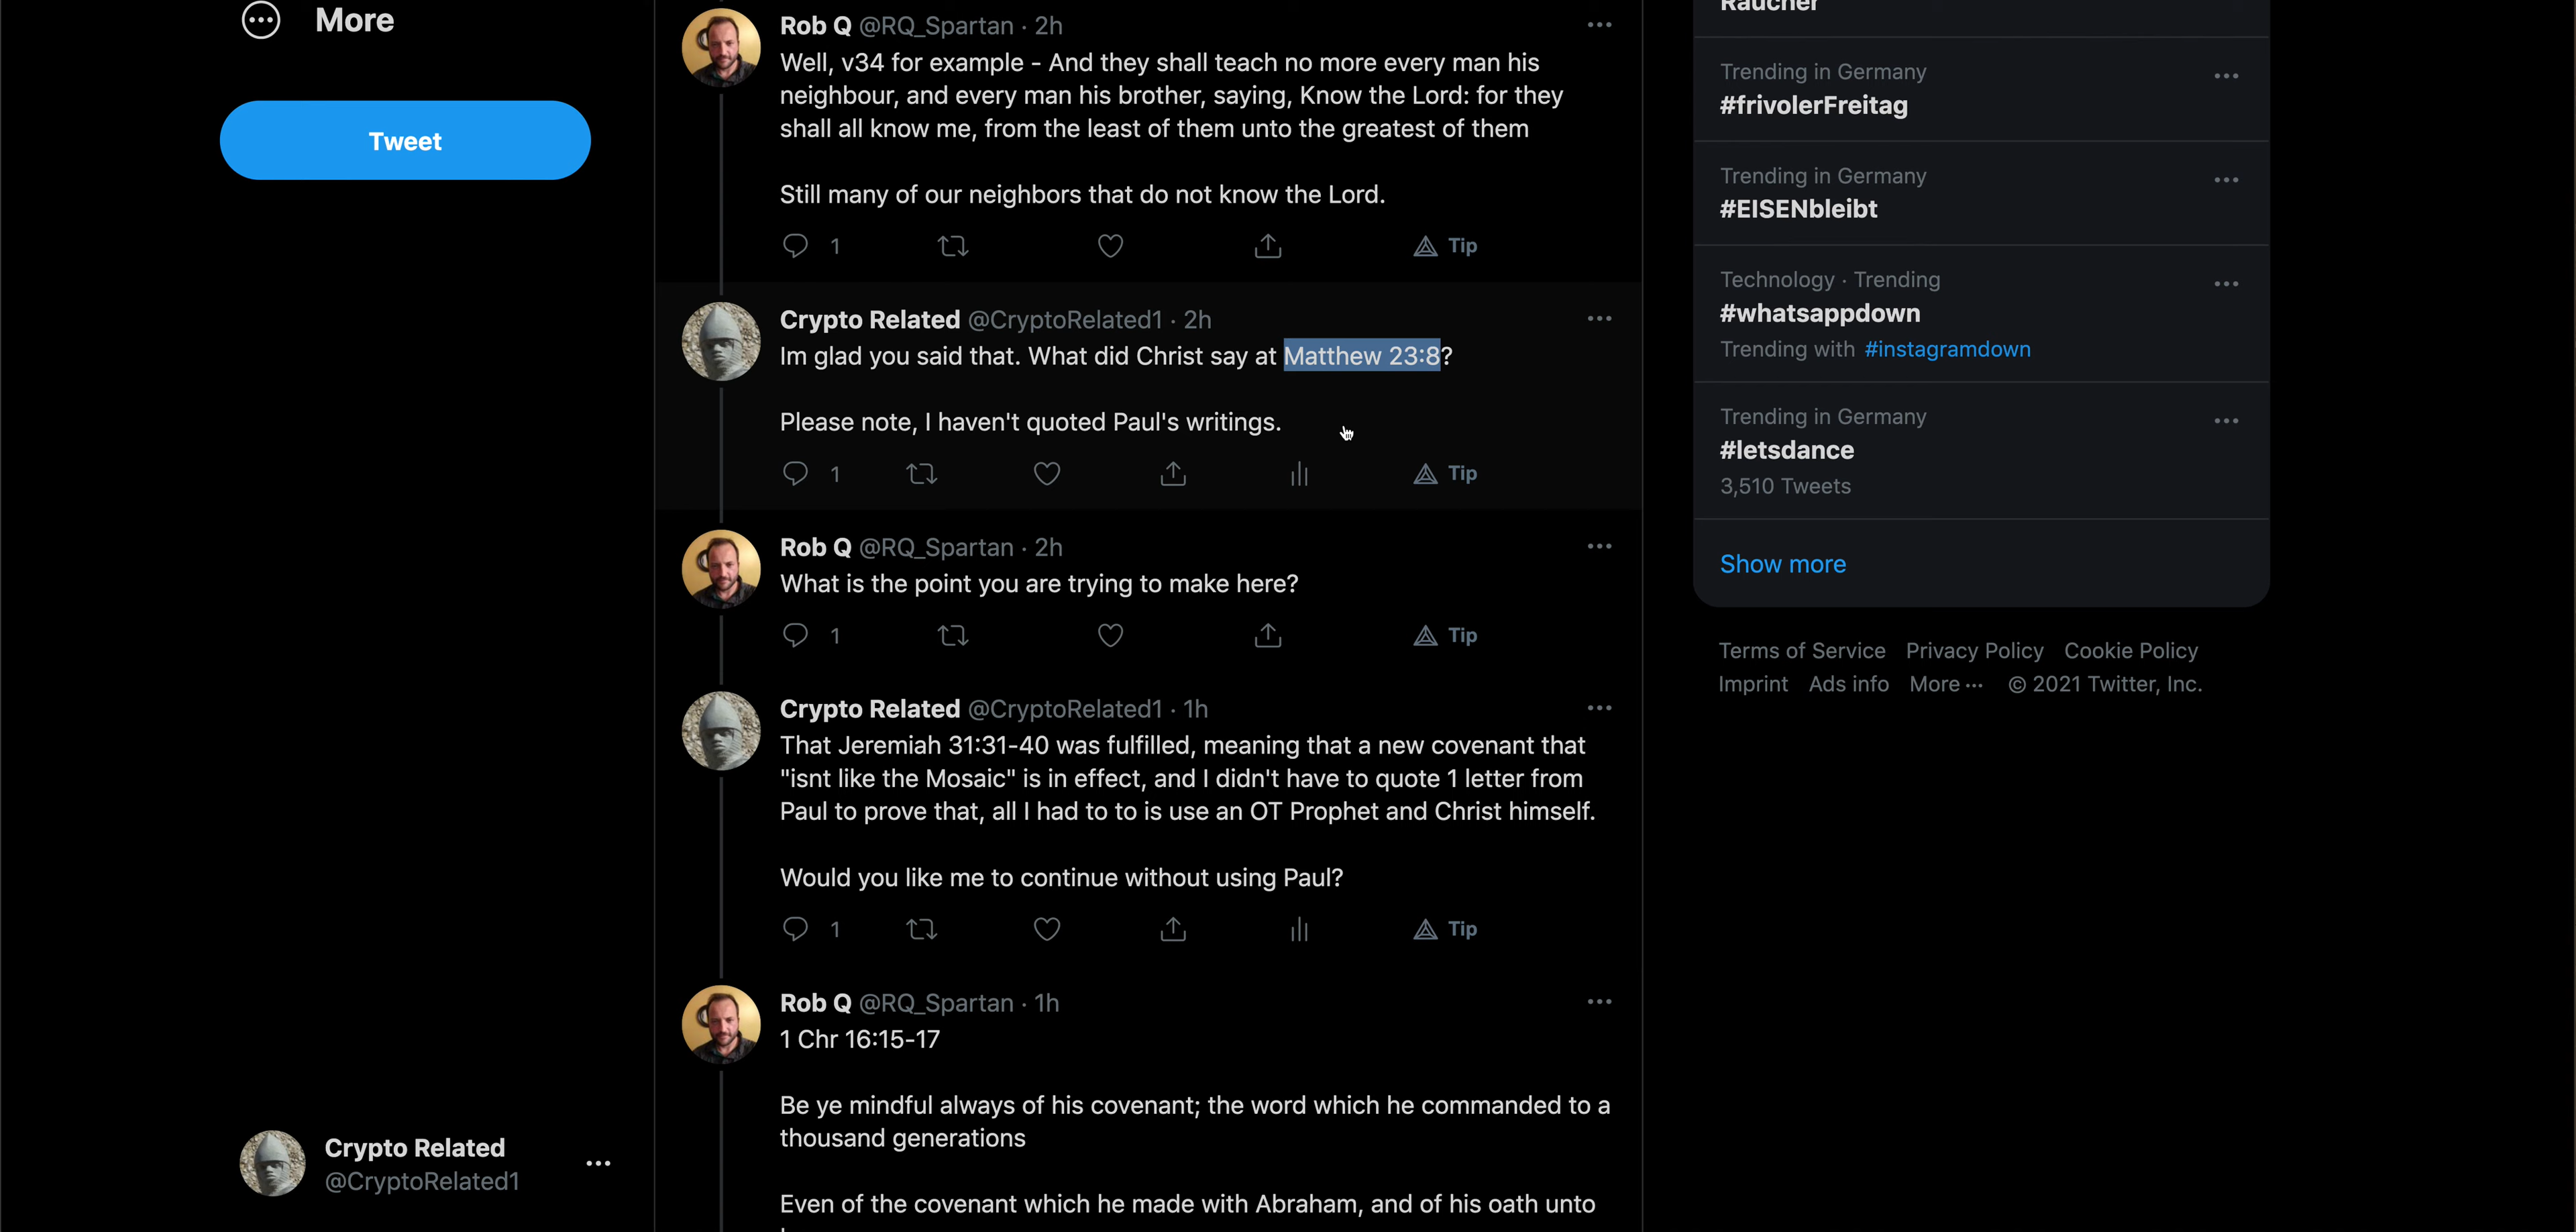 More
Tweet
Rob Q @RQ_Spartan · 2h
Well, v34 for example - And they shall teach no more every man his
neighbour, and every man his brother, saying, Know the Lord: for they
shall all know me, from the least of them unto the greatest of them
Still many of our neighbors that do not know the Lord.
1 Tip
Crypto Related @CryptoRelated1 · 2h
Im glad you said that. What did Christ say at Matthew 23:8?
Please note, I haven't quoted Paul's writings.
1 Tip
Rob Q @RQ_Spartan · 2h
What is the point you are trying to make here?
1 Tip
Crypto Related @CryptoRelated1 · 1h
That Jeremiah 31:31-40 was fulfilled, meaning that a new covenant that
"isnt like the Mosaic" is in effect, and I didn't have to quote 1 letter from
Paul to prove that, all I had to to is use an OT Prophet and Christ himself.
Would you like me to continue without using Paul?
1 Tip
Rob Q @RQ_Spartan · 1h
1 Chr 16:15-17
Be ye mindful always of his covenant; the word which he commanded to a
thousand generations
Even of the covenant which he made with Abraham, and of his oath unto
Crypto Related
@CryptoRelated1
Raucher
Trending in Germany
#frivolerFreitag
Trending in Germany
#EISENbleibt
Technology · Trending
#whatsappdown
Trending with #instagramdown
Trending in Germany
#letsdance
3,510 Tweets
Show more
Terms of Service Privacy Policy Cookie Policy
Imprint Ads info More ··· © 2021 Twitter, Inc.